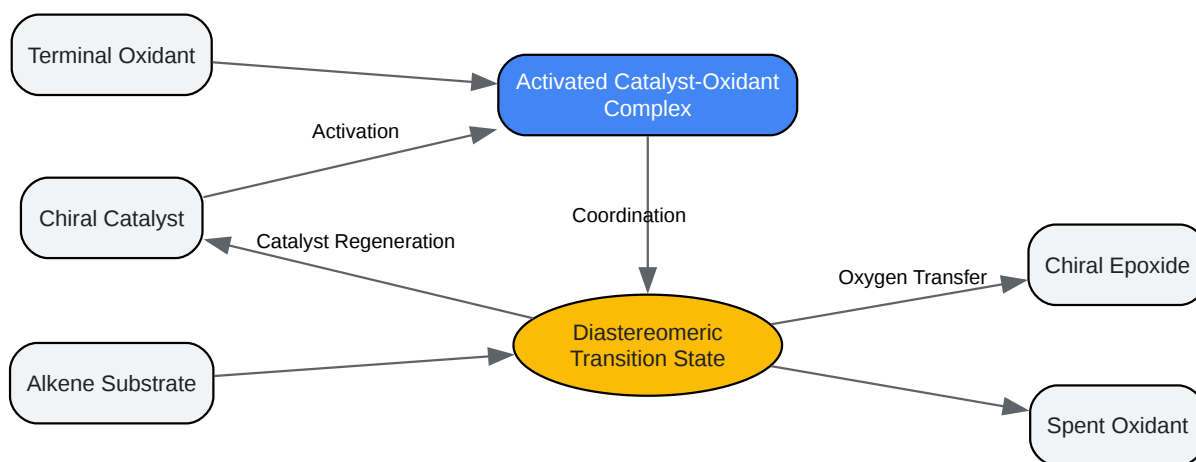 Terminal Oxidant
Activated Catalyst-Oxidant
Complex
Activation
Chiral Catalyst
Coordination
Catalyst Regeneration
Chiral Epoxide
Oxygen Transfer
Diastereomeric
Transition State
Alkene Substrate
Spent Oxidant